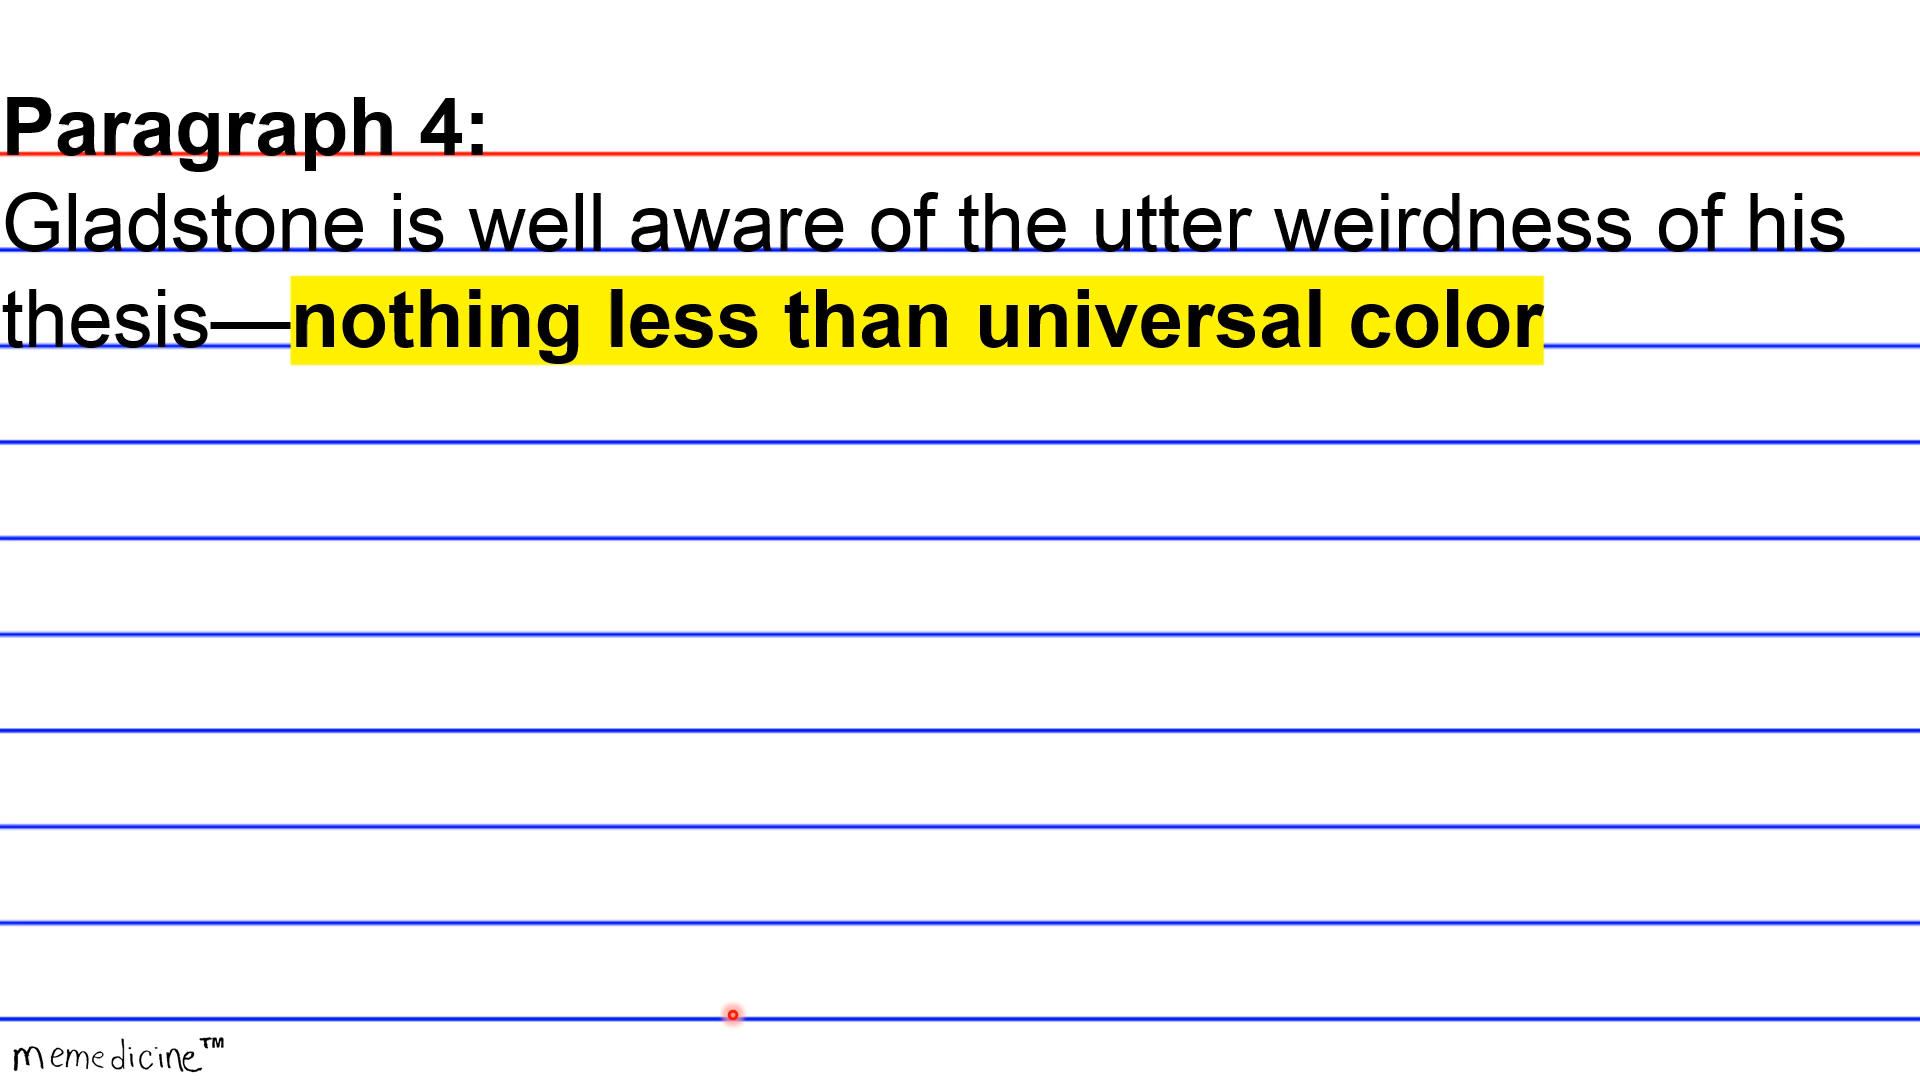 Paragraph 4:
Gladstone is well aware of the utter weirdness of his
thesis—nothing less than universal color
memedicine™